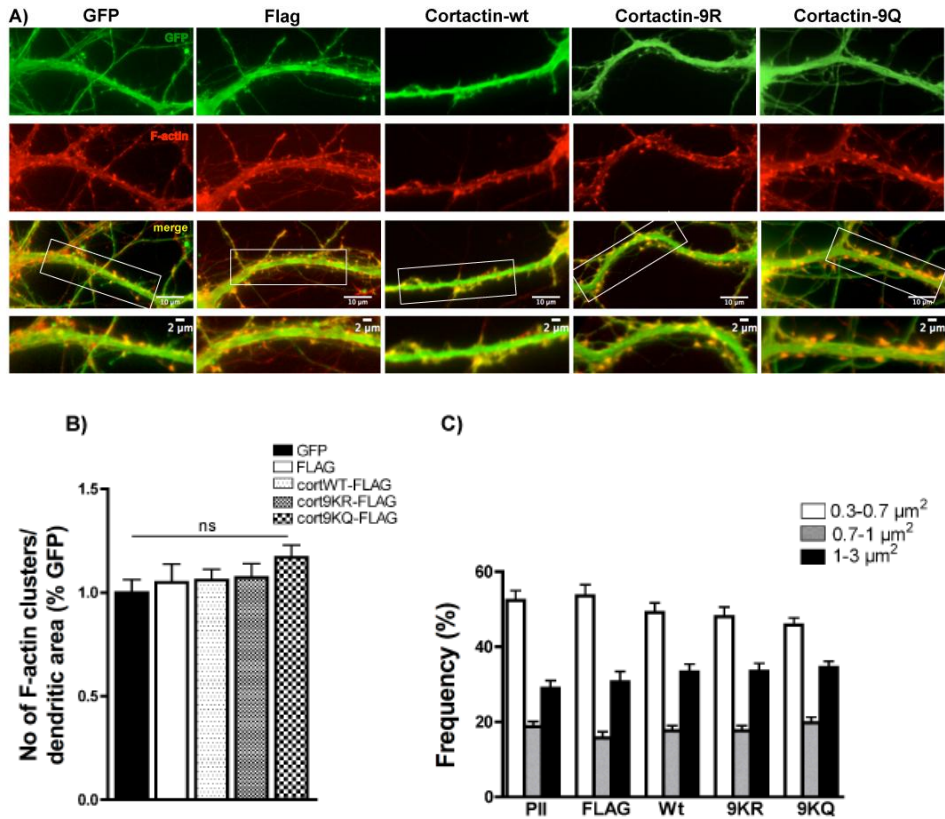 A)
GFP Flag Cortactin-wt Cortactin-9R Cortactin-9Q
GFP
F-actin
merge
10 µm 10 µm 10 µm 10 µm 10 µm
2 µm 2 µm 2 µm 2 µm 2 µm
B)
GFP
FLAG
cortWT-FLAG
cort9KR-FLAG
cort9KQ-FLAG
No of F-actin clusters/
dendritic area (% GFP)
1.5
1.0
0.5
0.0
ns
C)
0.3-0.7 µm²
0.7-1 µm²
1-3 µm²
Frequency (%)
60
40
20
0
PII FLAG Wt 9KR 9KQ